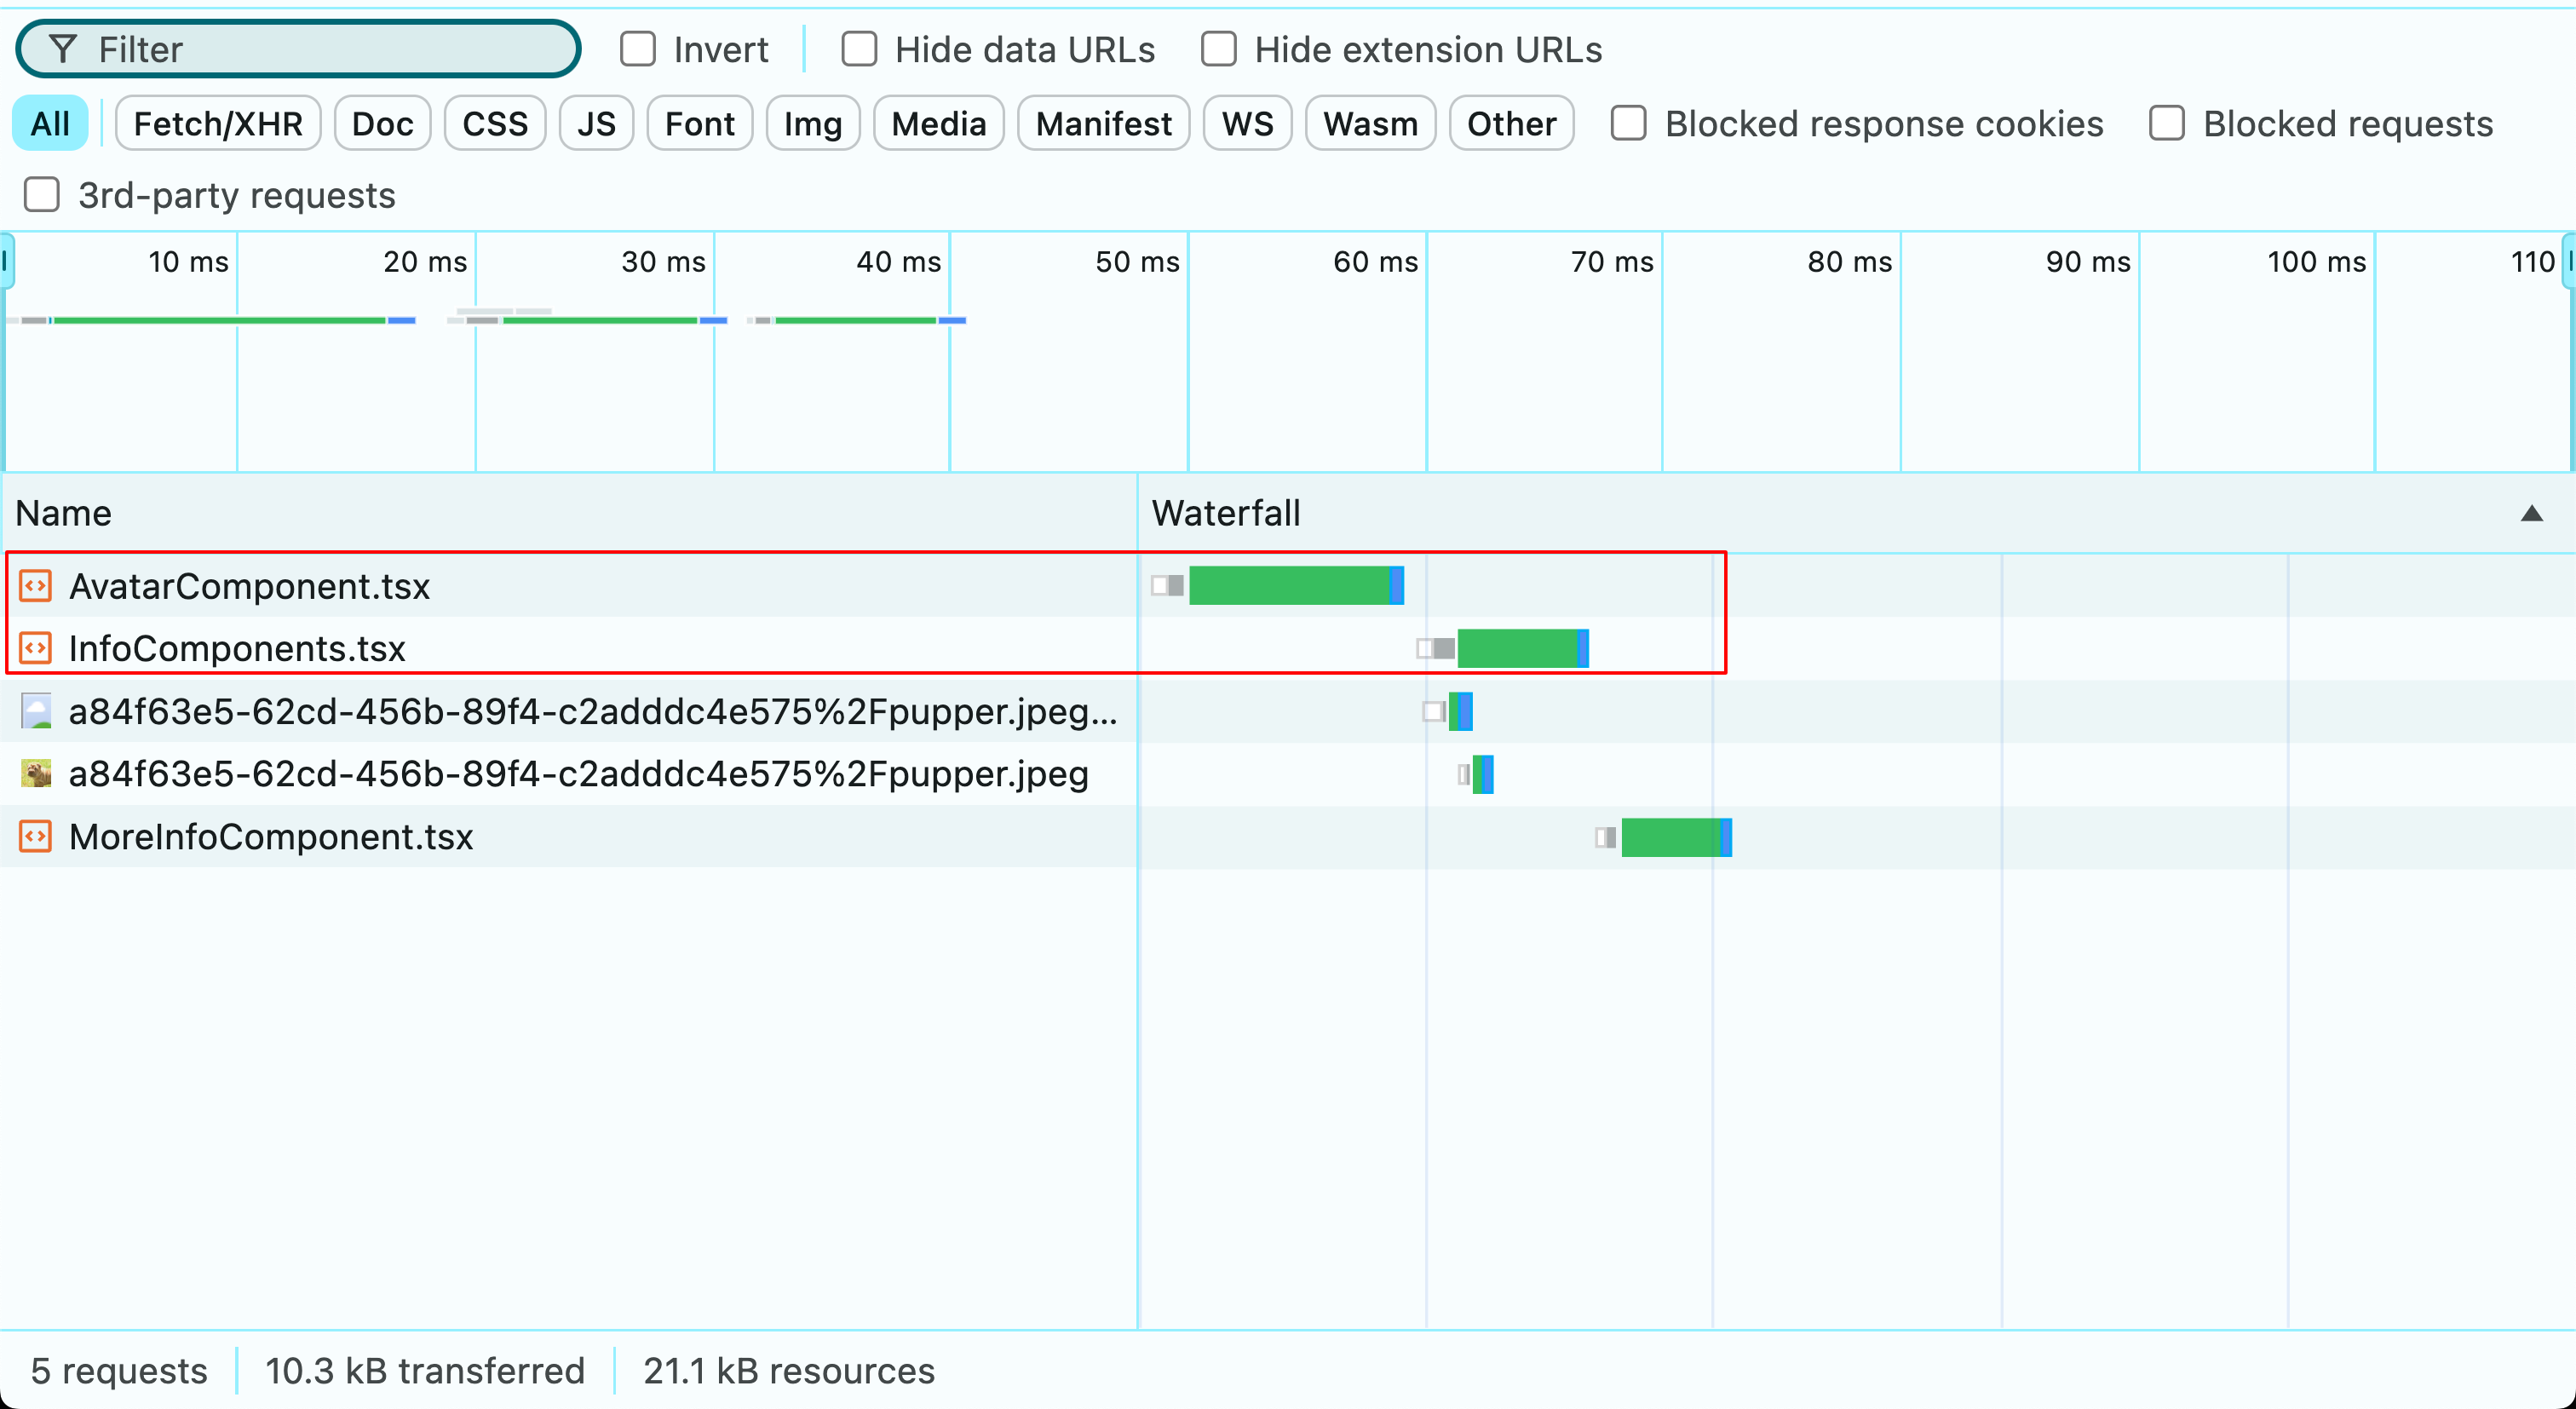 Filter Invert Hide data URLs Hide extension URLs
All Fetch/XHR Doc CSS JS Font Img Media Manifest WS Wasm Other Blocked response cookies Blocked requests
3rd-party requests
10 ms 20 ms 30 ms 40 ms 50 ms 60 ms 70 ms 80 ms 90 ms 100 ms 110
Name Waterfall
AvatarComponent.tsx
InfoComponents.tsx
a84f63e5-62cd-456b-89f4-c2adddc4e575%2Fpupper.jpeg...
a84f63e5-62cd-456b-89f4-c2adddc4e575%2Fpupper.jpeg
MoreInfoComponent.tsx
5 requests 10.3 kB transferred 21.1 kB resources